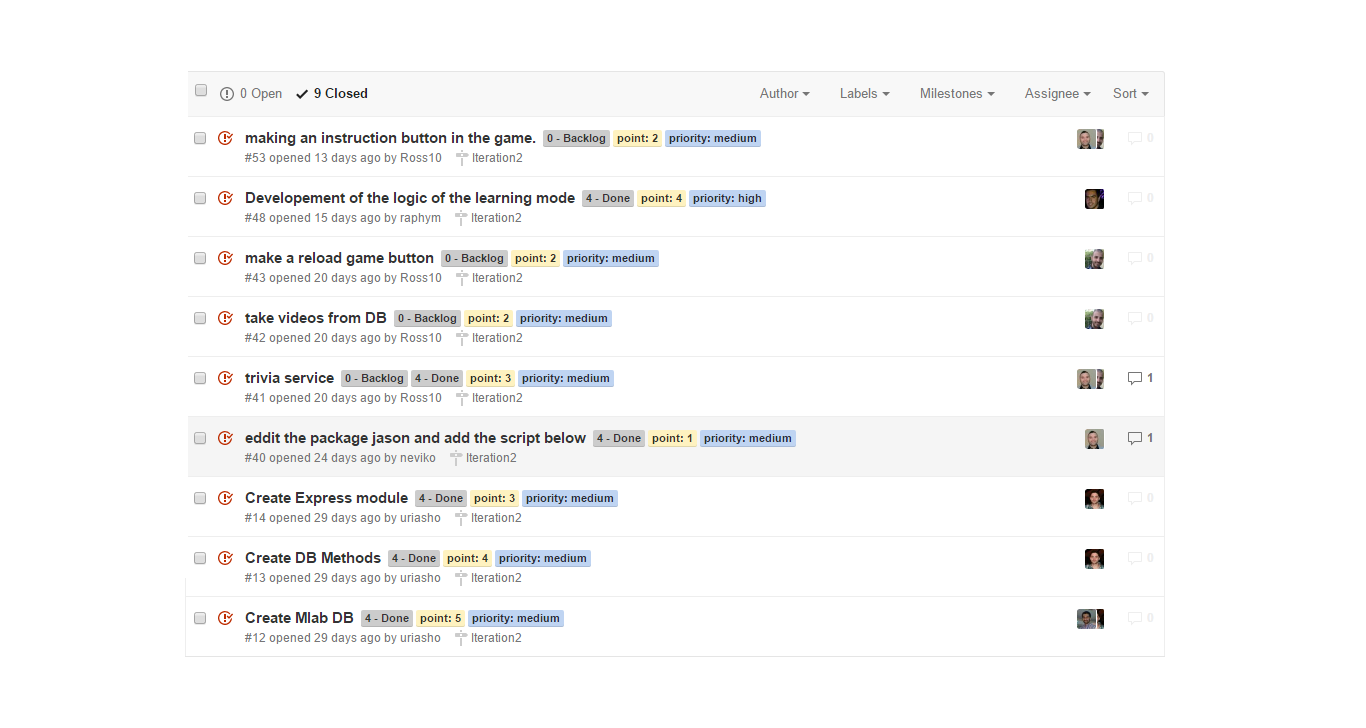 0 Open 9 Closed Author Labels Milestones Assignee Sort
making an instruction button in the game. 0 - Backlog point: 2 priority: medium 0
#53 opened 13 days ago by Ross10 Iteration2
Developement of the logic of the learning mode 4 - Done point: 4 priority: high 0
#48 opened 15 days ago by raphym Iteration2
make a reload game button 0 - Backlog point: 2 priority: medium 0
#43 opened 20 days ago by Ross10 Iteration2
take videos from DB 0 - Backlog point: 2 priority: medium 0
#42 opened 20 days ago by Ross10 Iteration2
trivia service 0 - Backlog 4 - Done point: 3 priority: medium 1
#41 opened 20 days ago by Ross10 Iteration2
eddit the package jason and add the script below 4 - Done point: 1 priority: medium 1
#40 opened 24 days ago by neviko Iteration2
Create Express module 4 - Done point: 3 priority: medium 0
#14 opened 29 days ago by uriasho Iteration2
Create DB Methods 4 - Done point: 4 priority: medium 0
#13 opened 29 days ago by uriasho Iteration2
Create Mlab DB 4 - Done point: 5 priority: medium 0
#12 opened 29 days ago by uriasho Iteration2